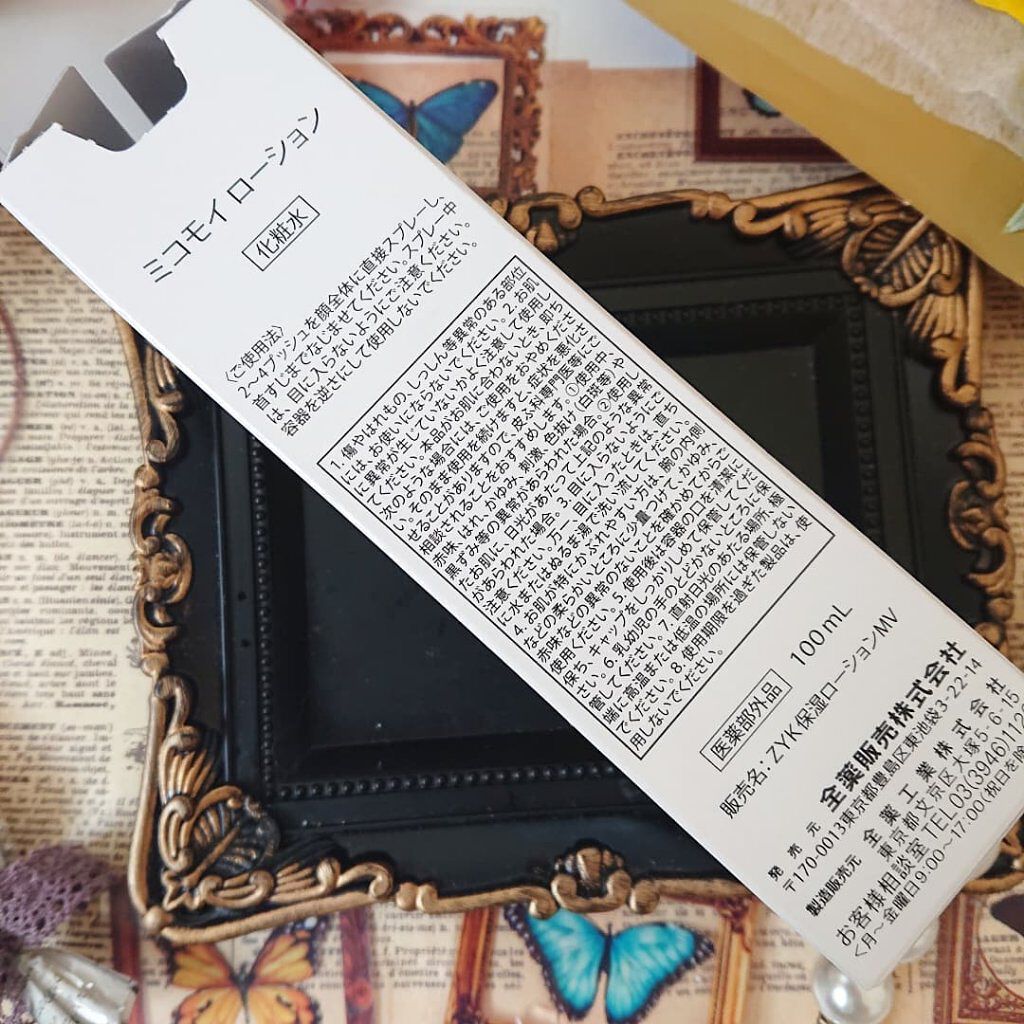 ミコモイ ローション
化粧水
〈ご使用法〉
2〜4プッシュを顔全体に直接スプレーし、
首すじまでなじませてください。スプレー中
は、目に入らないようにご注意ください。
容器を逆さにして使用しないでください。
1. 傷やはれもの、しっしん等異常のある部位
にはお使いにならないでください。2. お肌
に異常が生じていないかよく注意して使用し
てください。本品がお肌に合わないとき、即ち
次のような場合には、ご使用をおやめくださ
い。そのまま使用を続けますと、症状を悪化さ
せることがありますので、皮ふ科専門医等にご
相談されることをおすすめします。①使用中、
赤味、はれ、かゆみ、刺激、色抜け(白斑等)や
黒ずみ等の異常があらわれた場合。②使用し
たお肌に、日光があたって上記のような異常
があらわれた場合。3. 目に入らないようにご
注意ください。万一、目に入ったときは、直ち
に水またはぬるま湯で洗い流してください。
4. お肌が特にかぶれやすい方は、腕の内側
などの柔らかいところに少量つけて、かゆみ、
赤味などの異常のないことを確かめてからご
使用ください。5. 使用後は容器の口を清潔に
保ち、キャップをしっかりしめて保管してくだ
さい。6. 乳幼児の手のとどかないところに保
管してください。7. 直射日光のあたる場所、極
端に高温または低温の場所には保管しない
でください。8. 使用期限を過ぎた製品は、使
用しないでください。
医薬部外品 100mL
販売名:ZYK保湿ローションMV
発売元 全薬販売株式会社
〒170-0013東京都豊島区東池袋3-22-14
製造販売元 全薬工業株式会社
東京都文京区大塚5-6-15
お客様相談室 TEL 03(3946)112
〈月〜金曜日9:00〜17:00(祝日を除